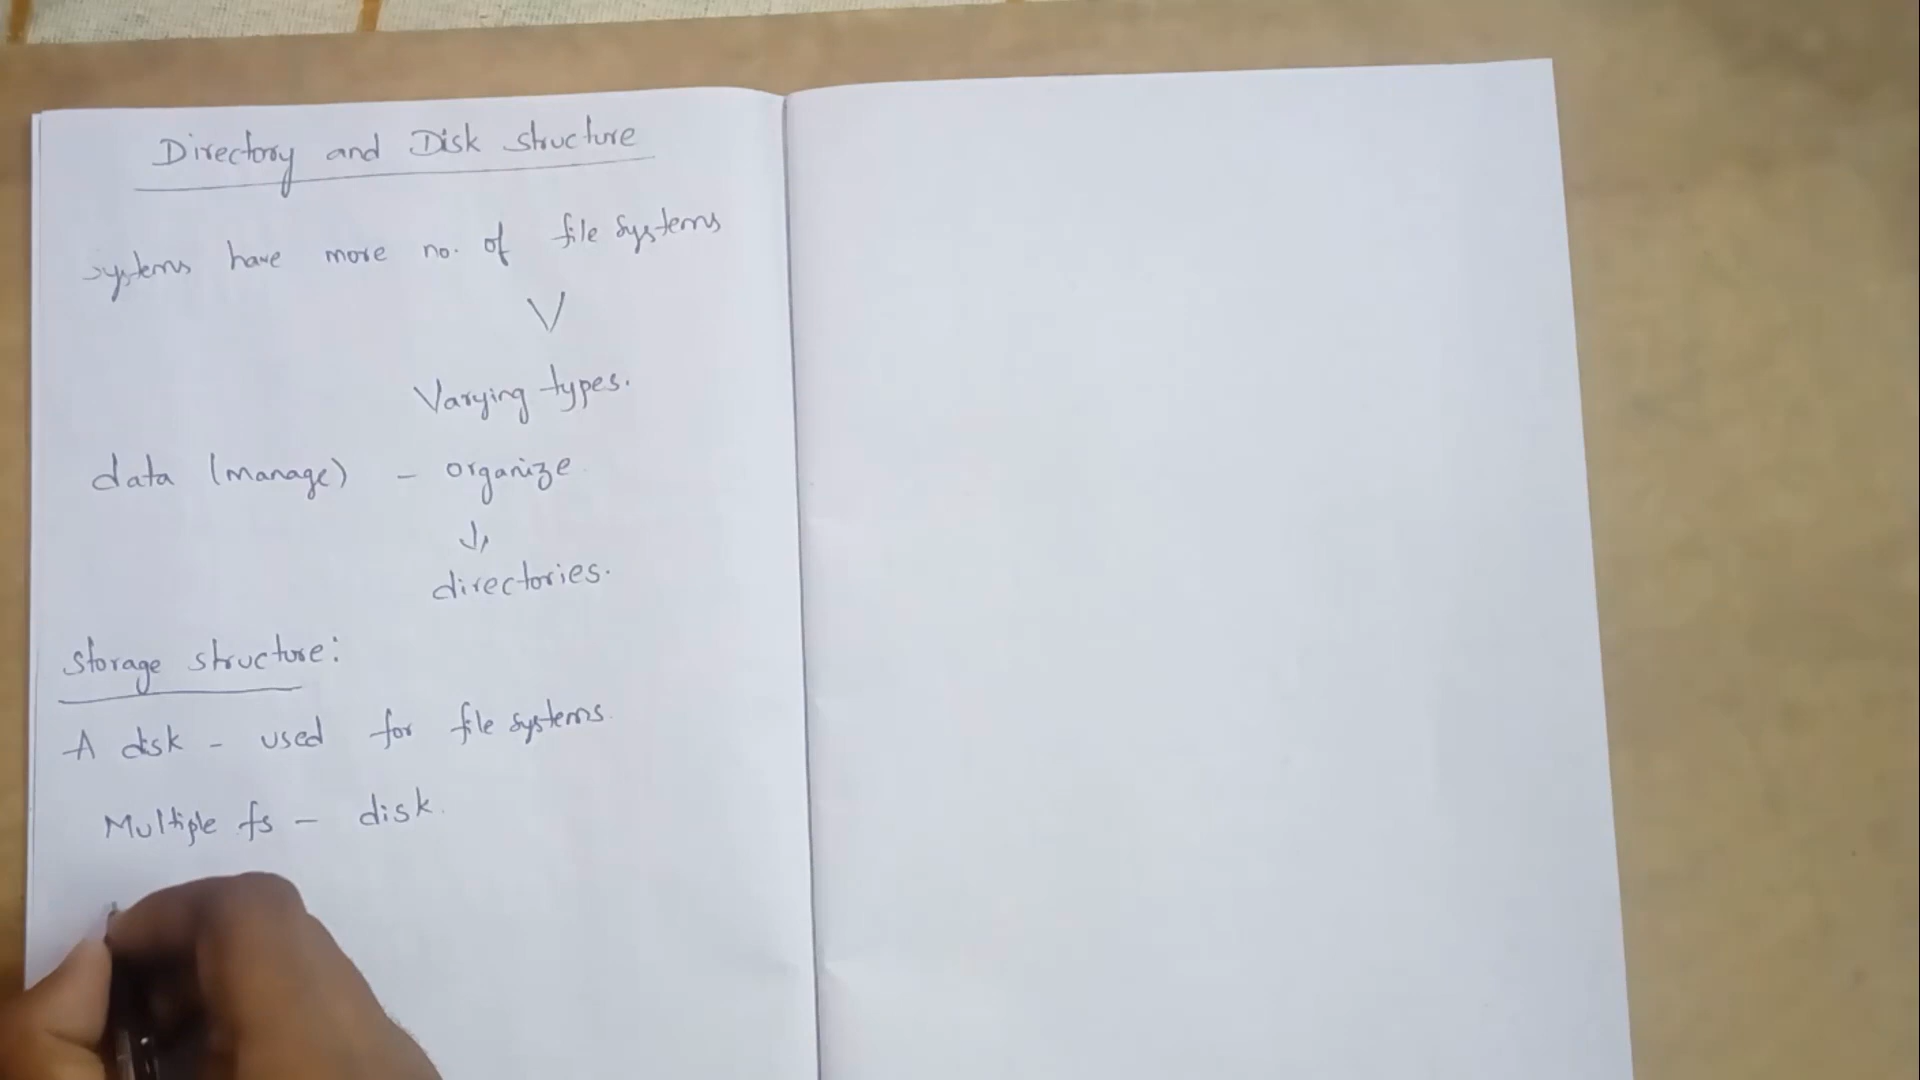 Directory and Disk structure
systems have more no. of file systems
Varying types.
data (manage) - organize
directories.
Storage structure:
A disk - used for file systems.
Multiple fs - disk.